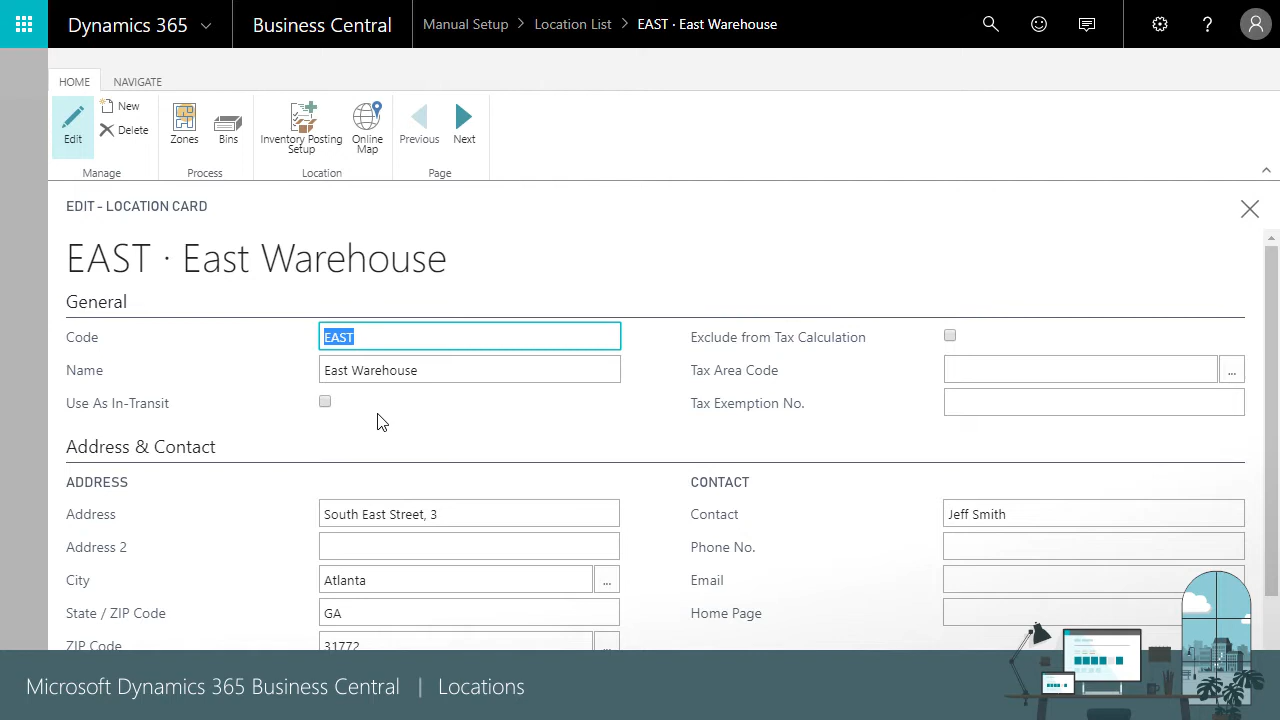 Dynamics 365
Business Central
Manual Setup > Location List > EAST · East Warehouse
?
HOME
NAVIGATE
Edit
New
Delete
Manage
Zones
Bins
Process
Inventory Posting
Setup
Online
Map
Location
Previous
Next
Page
EDIT - LOCATION CARD
EAST · East Warehouse
General
Code
EAST
Exclude from Tax Calculation
Name
East Warehouse
Tax Area Code
...
Use As In-Transit
Tax Exemption No.
Address & Contact
ADDRESS
CONTACT
Address
South East Street, 3
Contact
Jeff Smith
Address 2
Phone No.
City
Atlanta
...
Email
State / ZIP Code
GA
Home Page
ZIP Code
31772
...
Microsoft Dynamics 365 Business Central | Locations